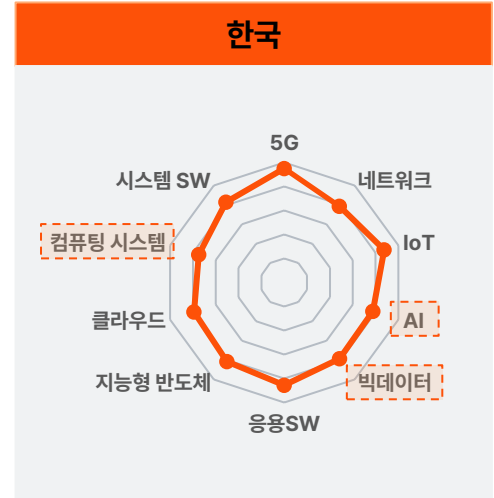 한국
5G
시스템 SW
네트워크
컴퓨팅 시스템
IoT
클라우드
AI
지능형 반도체
빅데이터
응용SW